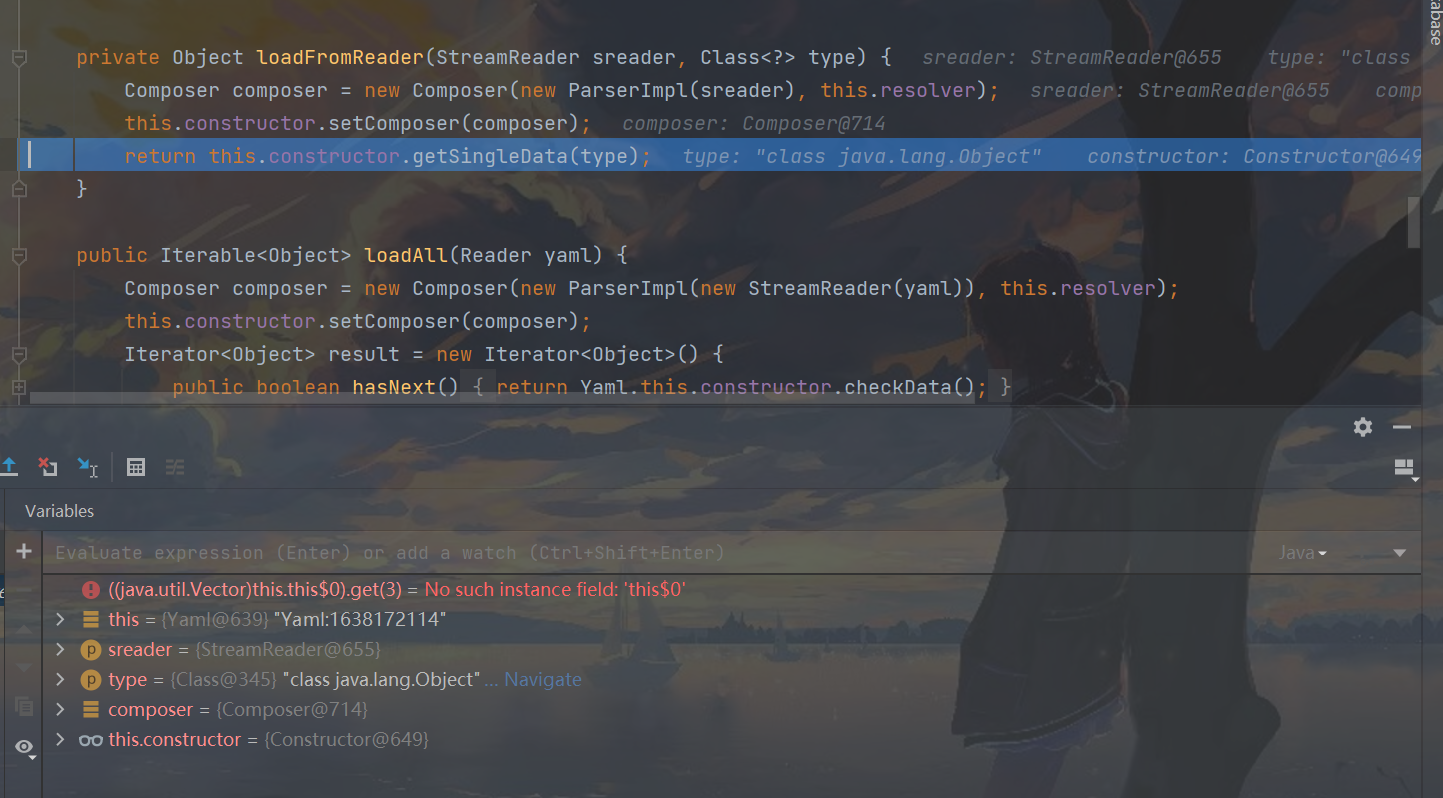 tabase
private Object loadFromReader(StreamReader sreader, Class<?> type) {   sreader: StreamReader@655    type: "class
Composer composer = new Composer(new ParserImpl(sreader), this.resolver);   sreader: StreamReader@655    comp
this.constructor.setComposer(composer);   composer: Composer@714
return this.constructor.getSingleData(type);   type: "class java.lang.Object"    constructor: Constructor@649
}
public Iterable<Object> loadAll(Reader yaml) {
Composer composer = new Composer(new ParserImpl(new StreamReader(yaml)), this.resolver);
this.constructor.setComposer(composer);
Iterator<Object> result = new Iterator<Object>() {
public boolean hasNext() { return Yaml.this.constructor.checkData(); }
Variables
Evaluate expression (Enter) or add a watch (Ctrl+Shift+Enter)
Java
((java.util.Vector)this.this$0).get(3) = No such instance field: 'this$0'
this = {Yaml@639} "Yaml:1638172114"
p sreader = {StreamReader@655}
p type = {Class@345} "class java.lang.Object" ... Navigate
composer = {Composer@714}
this.constructor = {Constructor@649}